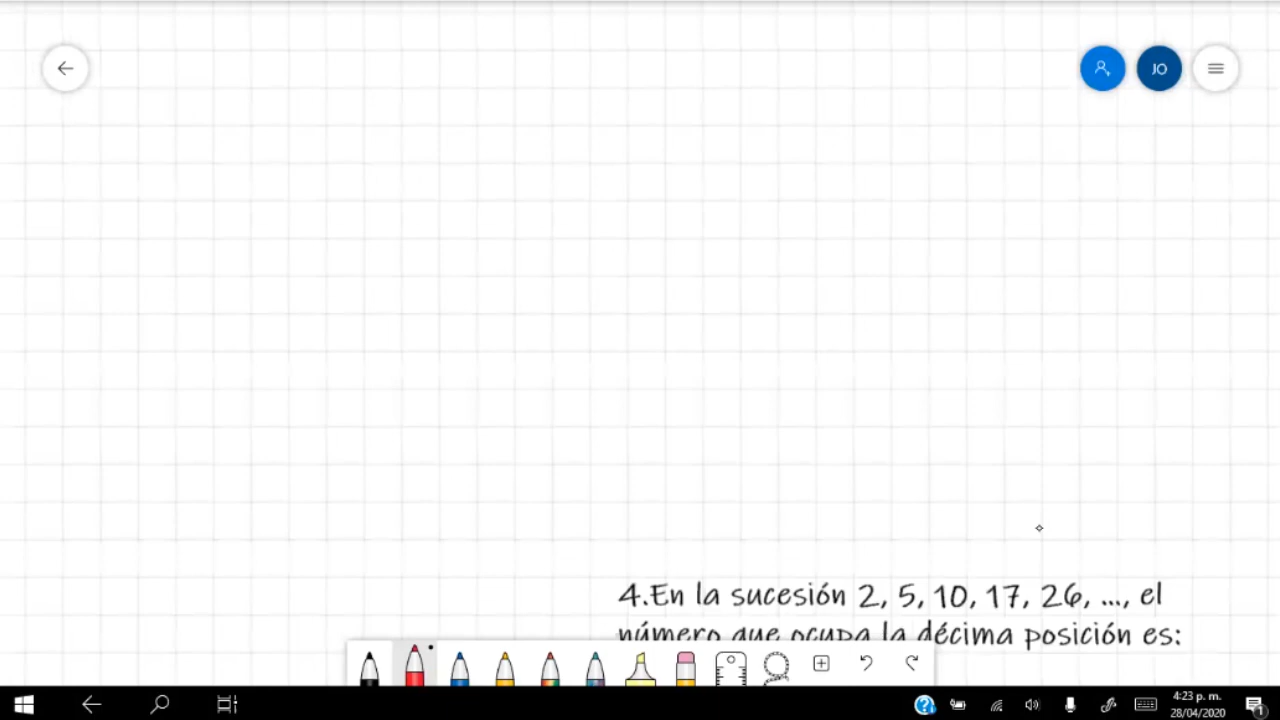 JO
4.En la sucesión 2, 5, 10, 17, 26, ..., el
número que ocupa la décima posición es:
4:23 p. m.
28/04/2020
1